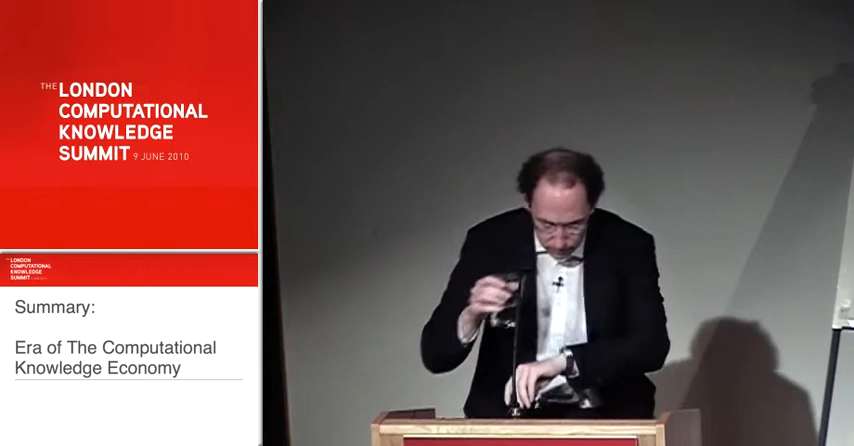 THE LONDON
COMPUTATIONAL
KNOWLEDGE
SUMMIT 9 JUNE 2010
LONDON
COMPUTATIONAL
KNOWLEDGE
SUMMIT
Summary:
Era of The Computational
Knowledge Economy